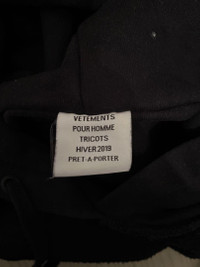 VETEMENTS
POUR HOMME
TRICOTS
HIVER 2019
PRET-A-PORTER